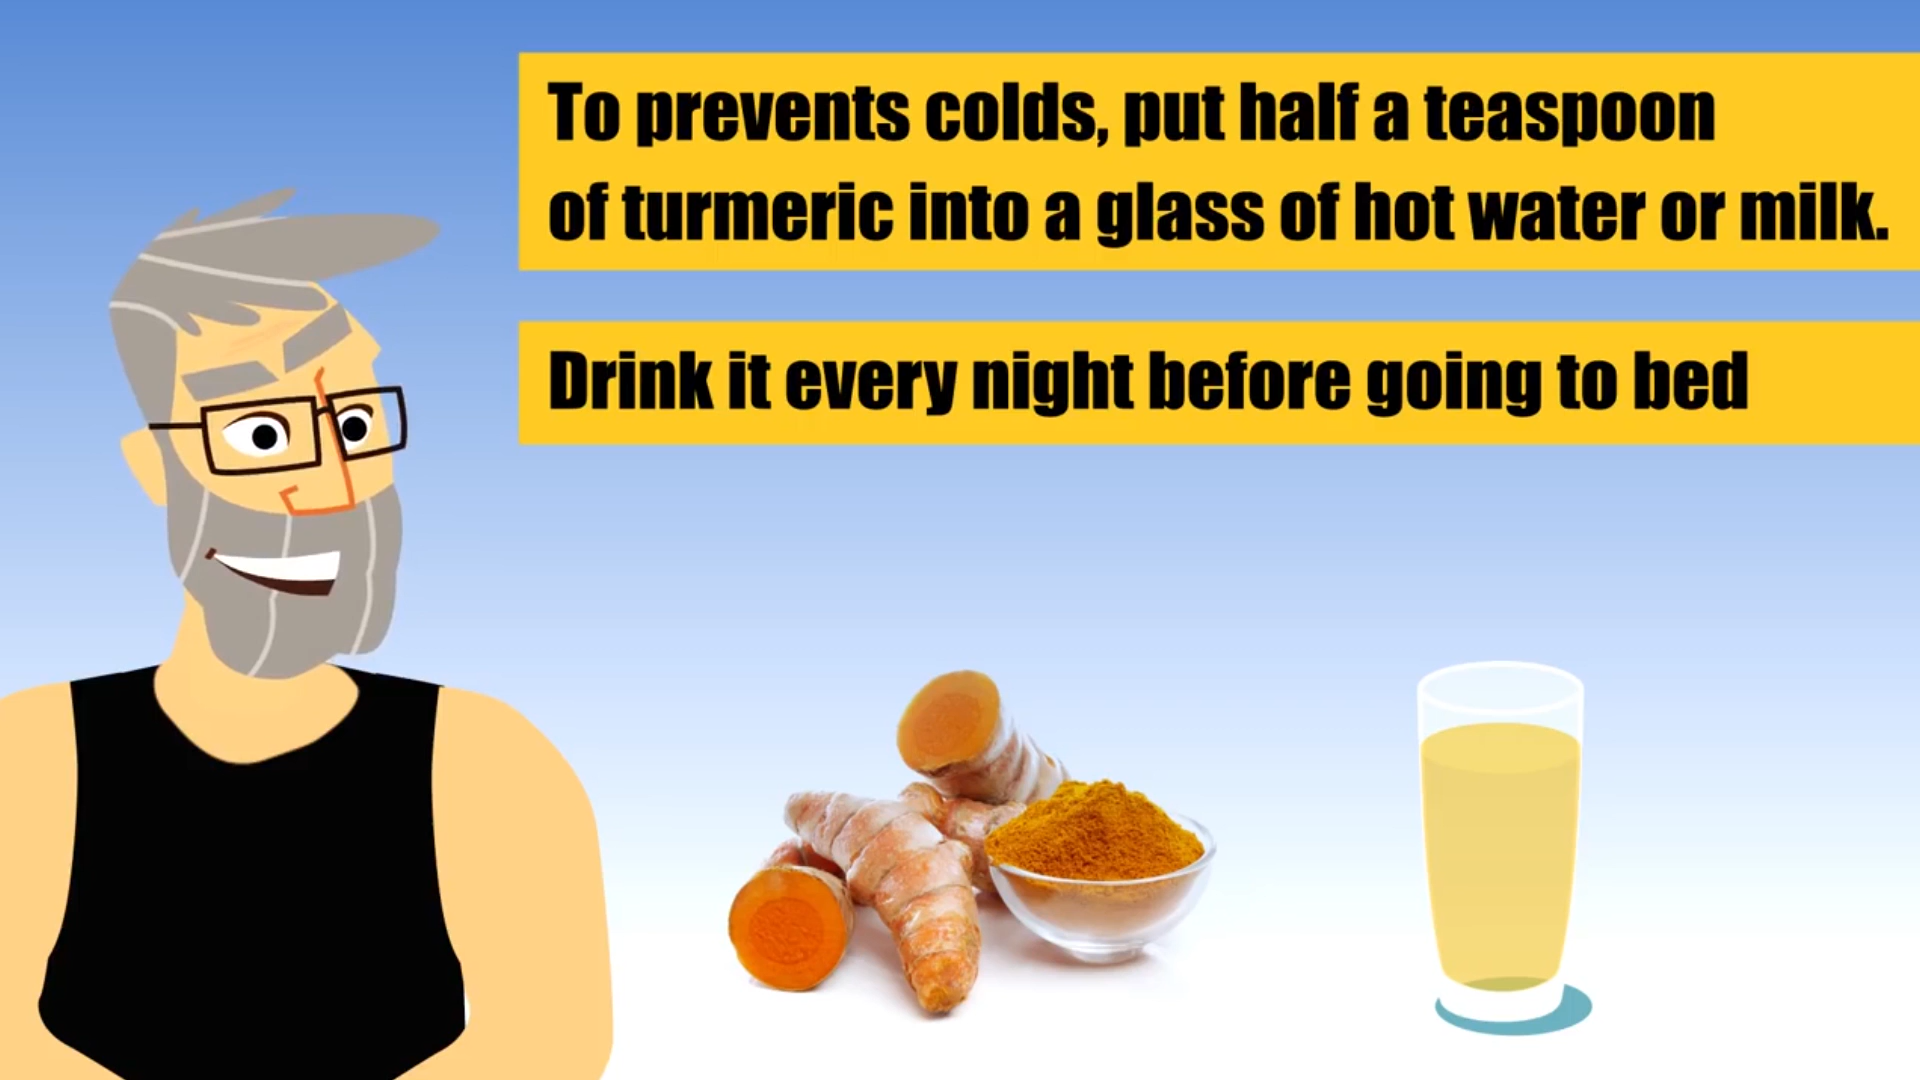 To prevents colds, put half a teaspoon
of turmeric into a glass of hot water or milk.
Drink it every night before going to bed